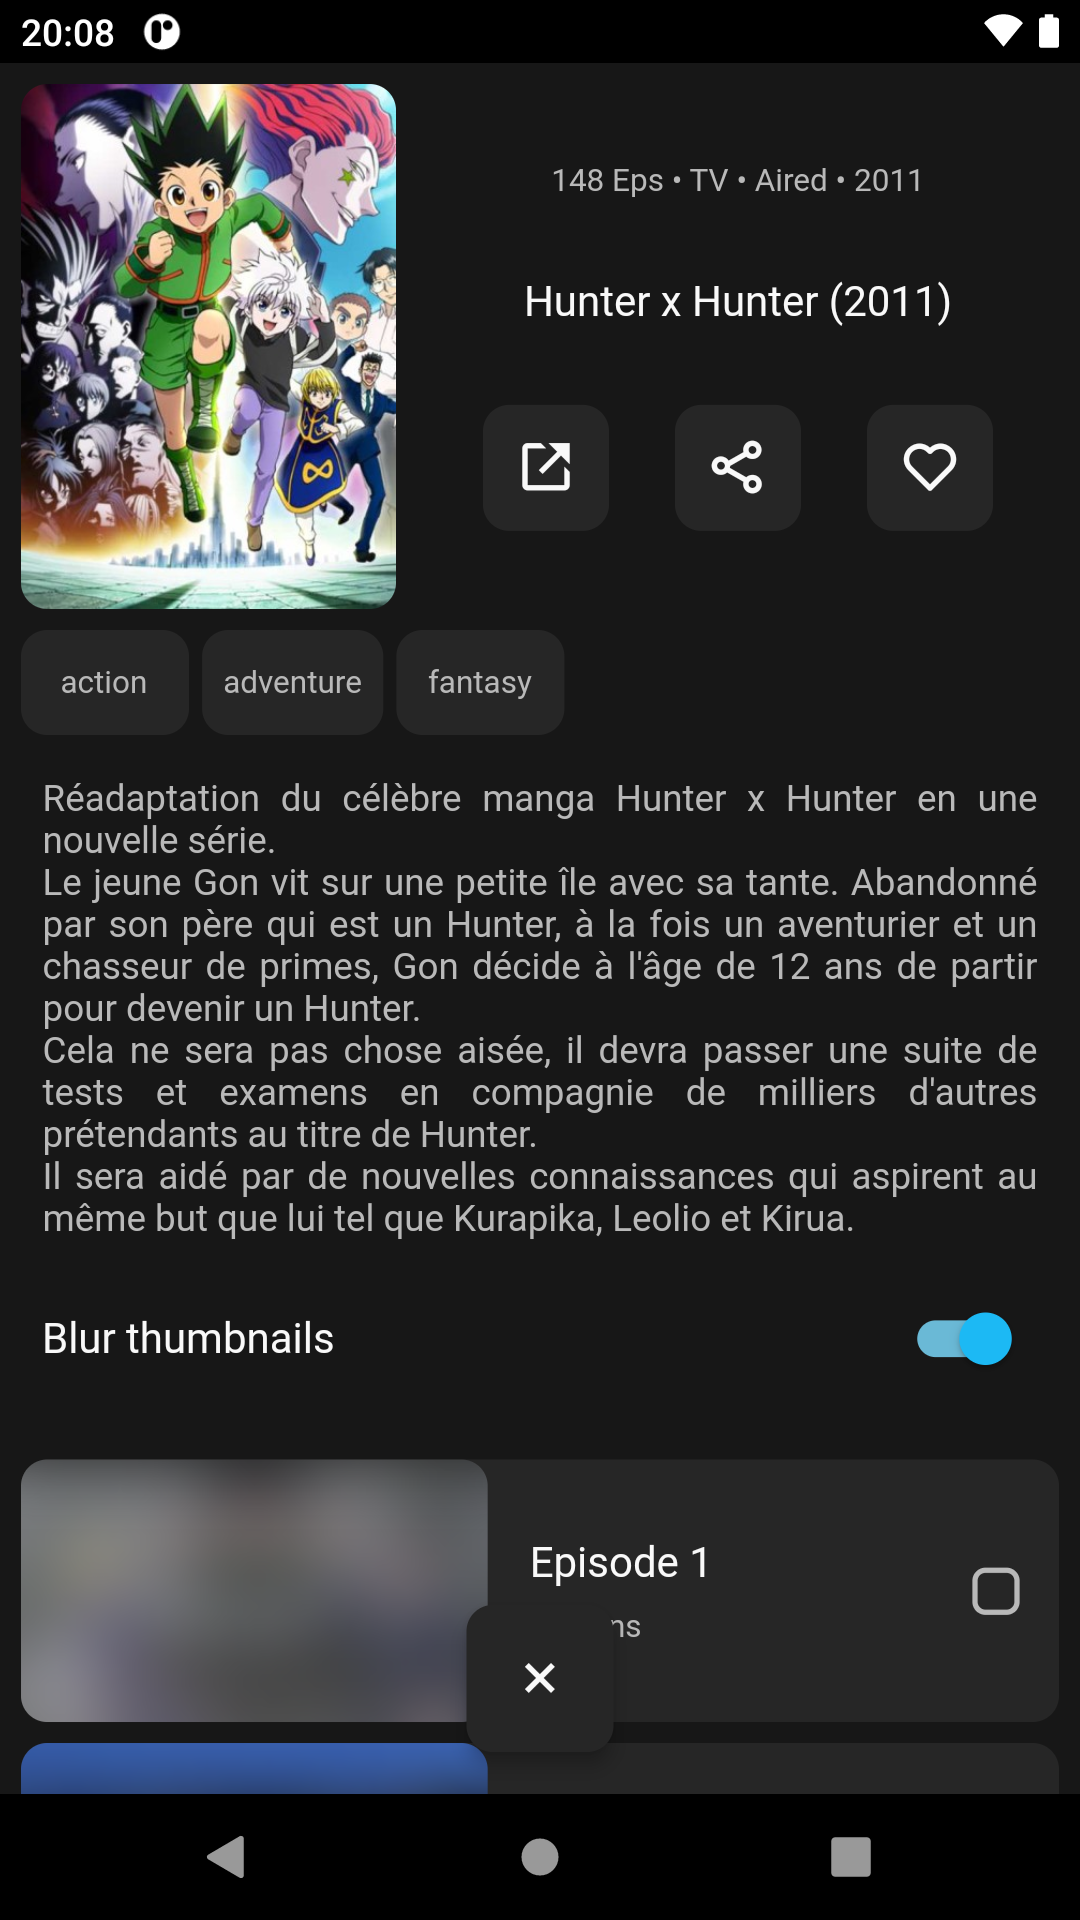 20:08
148 Eps • TV • Aired • 2011
Hunter x Hunter (2011)
action adventure fantasy
Réadaptation du célèbre manga Hunter x Hunter en une
nouvelle série.
Le jeune Gon vit sur une petite île avec sa tante. Abandonné
par son père qui est un Hunter, à la fois un aventurier et un
chasseur de primes, Gon décide à l'âge de 12 ans de partir
pour devenir un Hunter.
Cela ne sera pas chose aisée, il devra passer une suite de
tests et examens en compagnie de milliers d'autres
prétendants au titre de Hunter.
Il sera aidé par de nouvelles connaissances qui aspirent au
même but que lui tel que Kurapika, Leolio et Kirua.
Blur thumbnails
Episode 1